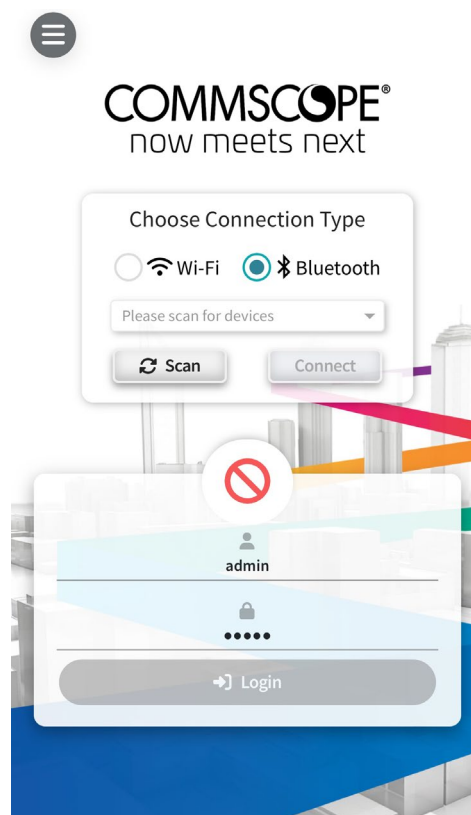 COMMSCOPE®
now meets next
Choose Connection Type
Wi-Fi Bluetooth
Please scan for devices
Scan Connect
admin
•••••
Login